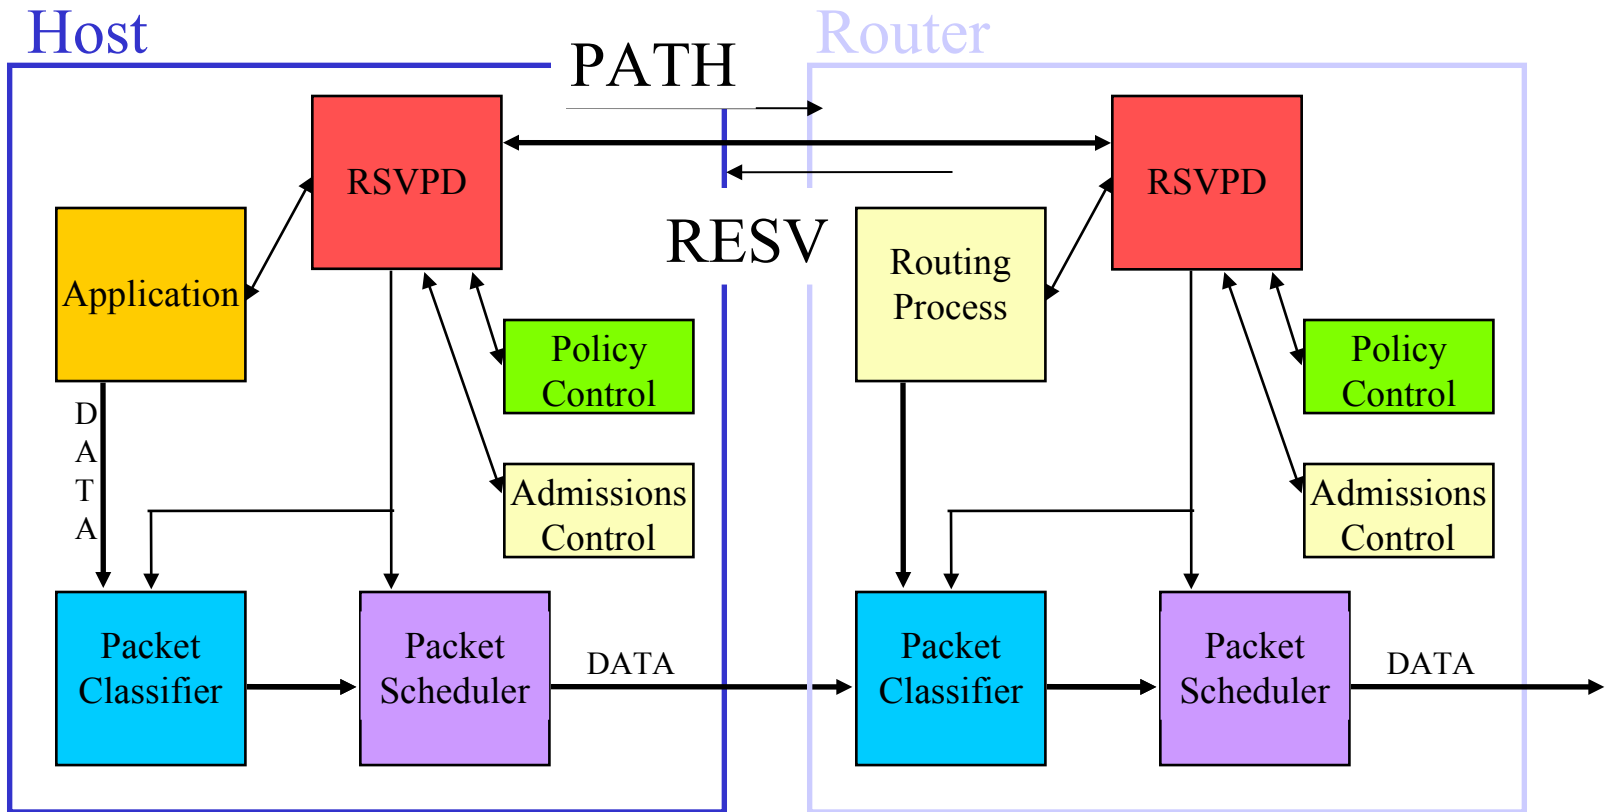 Host
PATH
Router
RSVPD
RSVPD
RESV
Application
Routing
Process
Policy
Control
Policy
Control
D
A
T
A
Admissions
Control
Admissions
Control
Packet
Classifier
Packet
Scheduler
DATA
Packet
Classifier
Packet
Scheduler
DATA